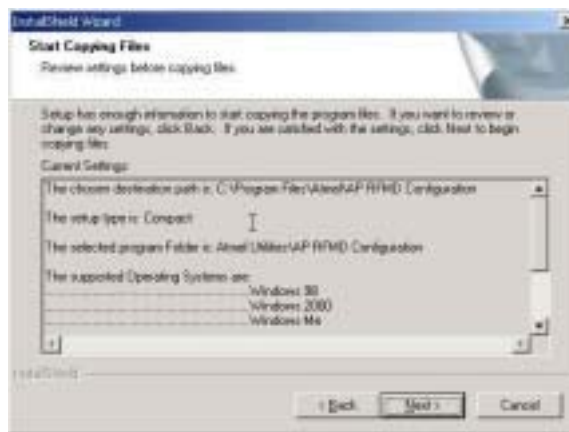 InstallShield Wizard
Start Copying Files
Review settings before copying files.
Setup has enough information to start copying the program files. If you want to review or
change any settings, click Back. If you are satisfied with the settings, click Next to begin
copying files.
Current Settings:
The chosen destination path is: C:\Program Files\Atmel\AP RFMD Configuration
The setup type is: Compact
The selected program Folder is: Atmel Utilities\AP RFMD Configuration
The supported Operating Systems are:
Windows 98
Windows 2000
Windows Me
InstallShield
< Back
Next >
Cancel